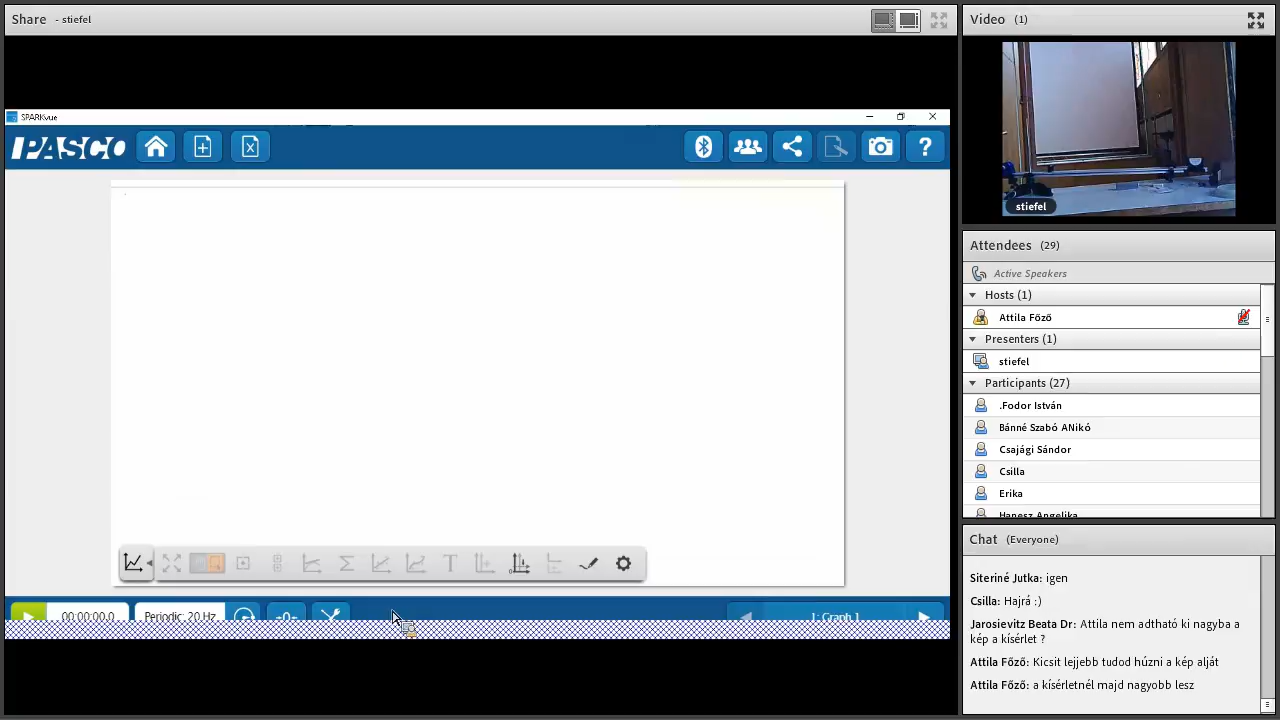 Share - stiefel
Video (1)
SPARKvue
PASCO
stiefel
Attendees (29)
Active Speakers
Hosts (1)
Attila Főző
Presenters (1)
stiefel
Participants (27)
.Fodor István
Bánné Szabó ANikó
Csajági Sándor
Csilla
Erika
Hanesz Angelika
Chat (Everyone)
Siteriné Jutka: igen
Csilla: Hajrá :)
Jarosievitz Beata Dr: Attila nem adtható ki nagyba a
kép a kísérlet ?
Attila Főző: Kicsit lejjebb tudod húzni a kép alját
Attila Főző: a kísérletnél majd nagyobb lesz
00:00:00.0
Periodic: 20 Hz
1: Graph 1